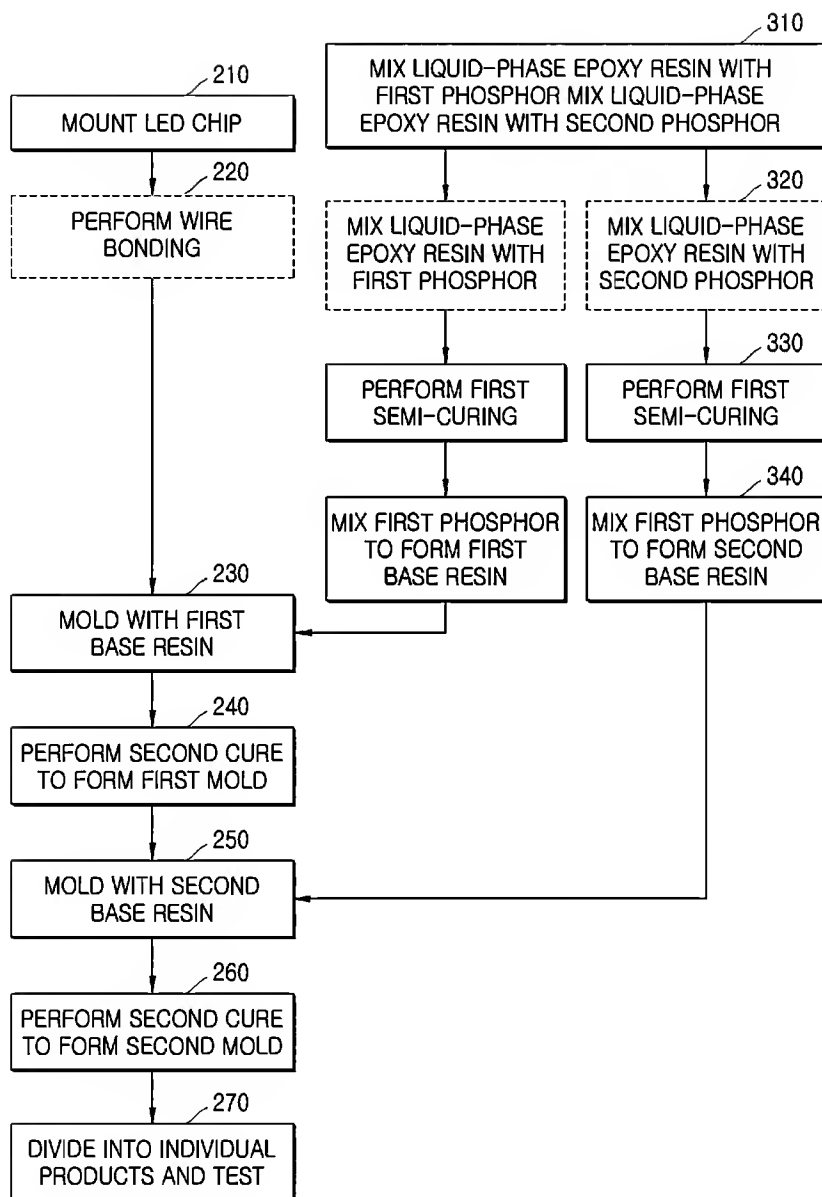 310
MIX LIQUID-PHASE EPOXY RESIN WITH
FIRST PHOSPHOR MIX LIQUID-PHASE
EPOXY RESIN WITH SECOND PHOSPHOR
210
MOUNT LED CHIP
220
PERFORM WIRE
BONDING
MIX LIQUID-PHASE
EPOXY RESIN WITH
FIRST PHOSPHOR
320
MIX LIQUID-PHASE
EPOXY RESIN WITH
SECOND PHOSPHOR
PERFORM FIRST
SEMI-CURING
330
PERFORM FIRST
SEMI-CURING
MIX FIRST PHOSPHOR
TO FORM FIRST
BASE RESIN
340
MIX FIRST PHOSPHOR
TO FORM SECOND
BASE RESIN
230
MOLD WITH FIRST
BASE RESIN
240
PERFORM SECOND CURE
TO FORM FIRST MOLD
250
MOLD WITH SECOND
BASE RESIN
260
PERFORM SECOND CURE
TO FORM SECOND MOLD
270
DIVIDE INTO INDIVIDUAL
PRODUCTS AND TEST